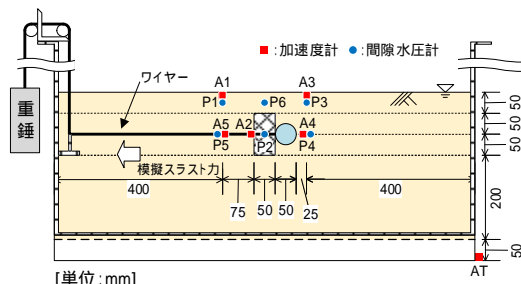 ■:加速度計 ●:間隙水圧計
ワイヤー
A1
A3
P1
P6
P3
重錘
A5
A2
A4
P5
P2
P4
模擬スラスト力
400
400
75
50
50
25
50
50
50
200
50
AT
[単位:mm]